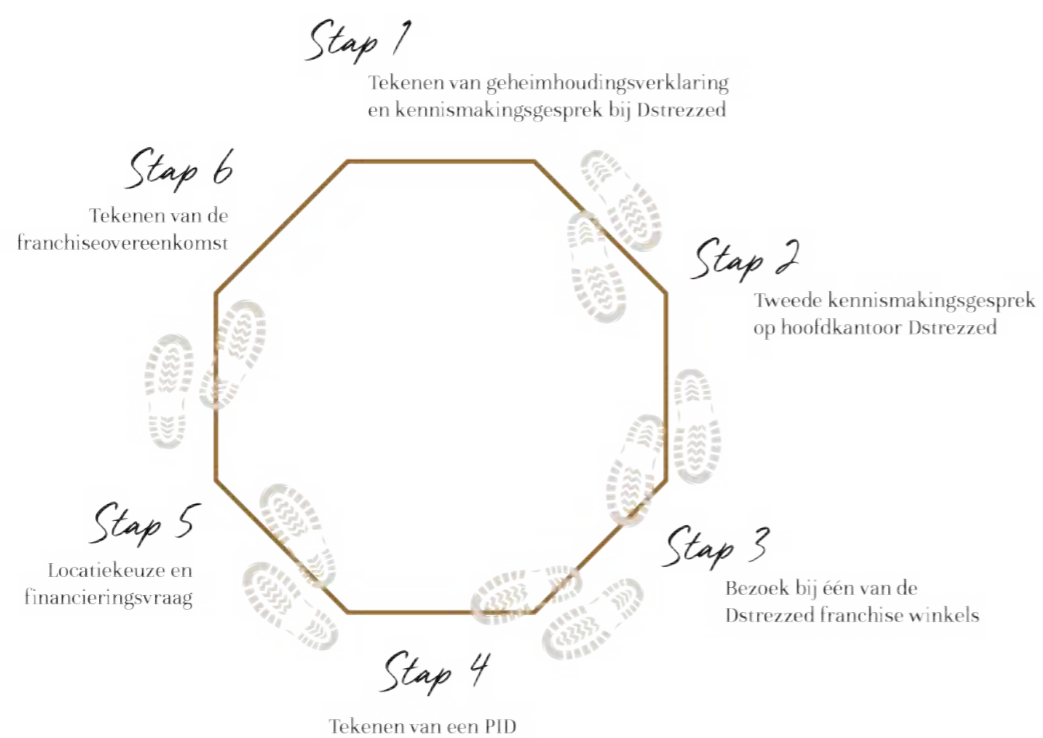 Stap 1
Tekenen van geheimhoudingsverklaring
en kennismakingsgesprek bij Dstrezzed
Stap 2
Tweede kennismakingsgesprek
op hoofdkantoor Dstrezzed
Stap 3
Bezoek bij één van de
Dstrezzed franchise winkels
Stap 4
Tekenen van een PID
Stap 5
Locatiekeuze en
financieringsvraag
Stap 6
Tekenen van de
franchiseovereenkomst